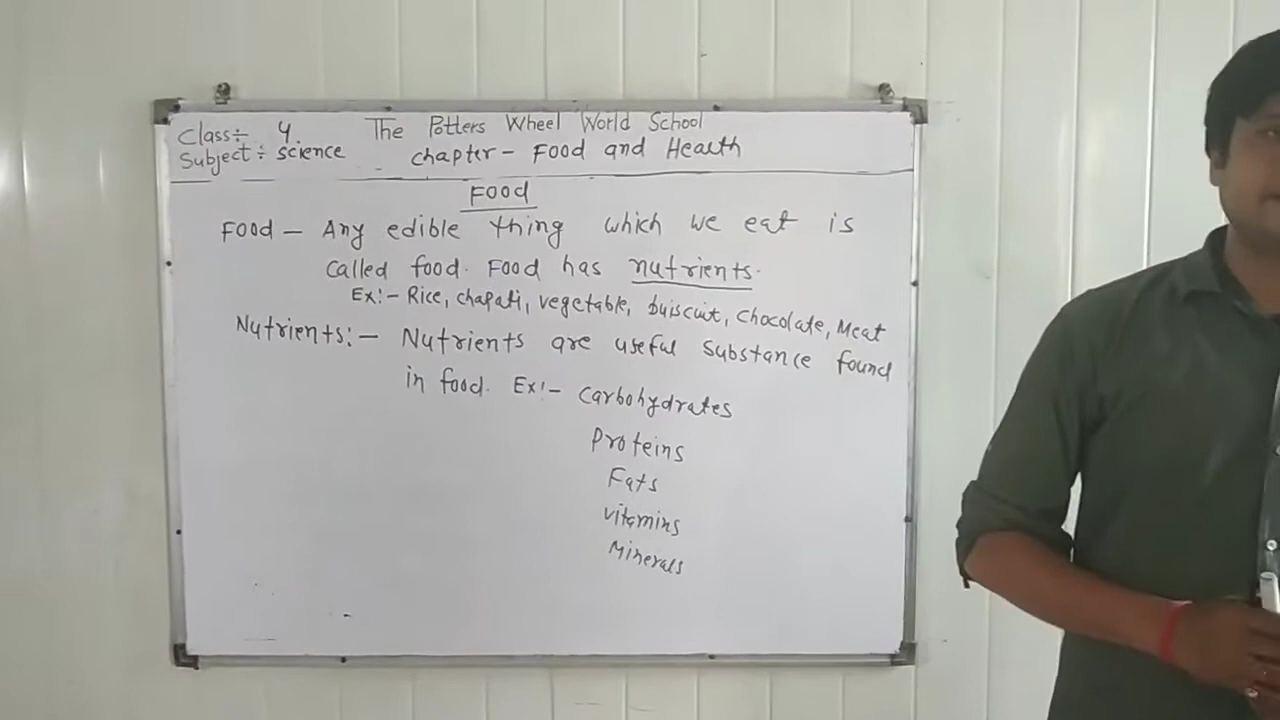 Class÷ 4. The Potters Wheel World School
Subject÷ science chapter- Food and Health
Food
Food - Any edible thing which we eat is
called food. Food has nutrients.
Ex:- Rice, chapati, vegetable, buiscuit, chocolate, Meat
Nutrients:- Nutrients are useful substance found
in food. Ex:- carbohydrates
Proteins
Fats
vitamins
Minerals